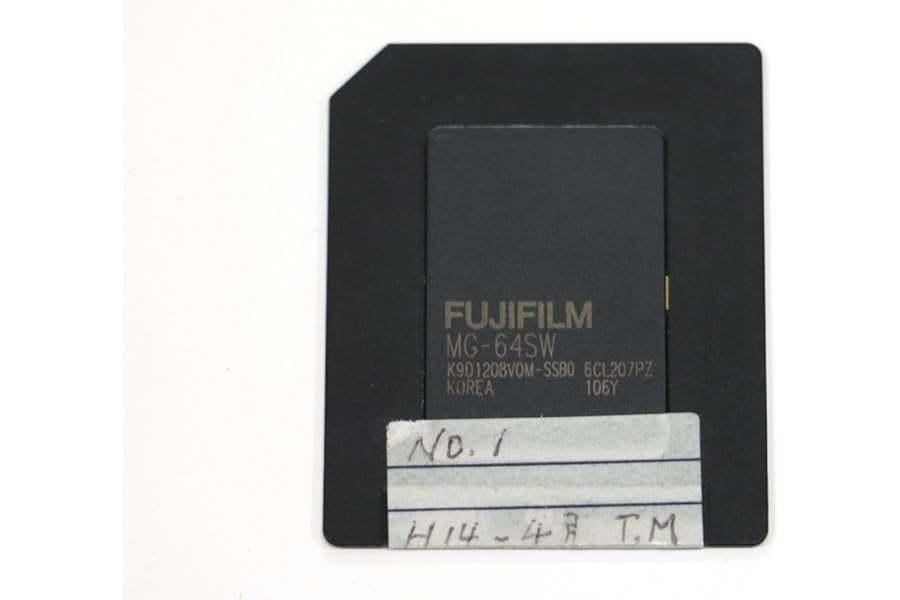 FUJIFILM
MG-64SW
K9D1208V0M-SSB0 6CL207PZ
KOREA 106Y
NO. 1
H14-4月 T.M